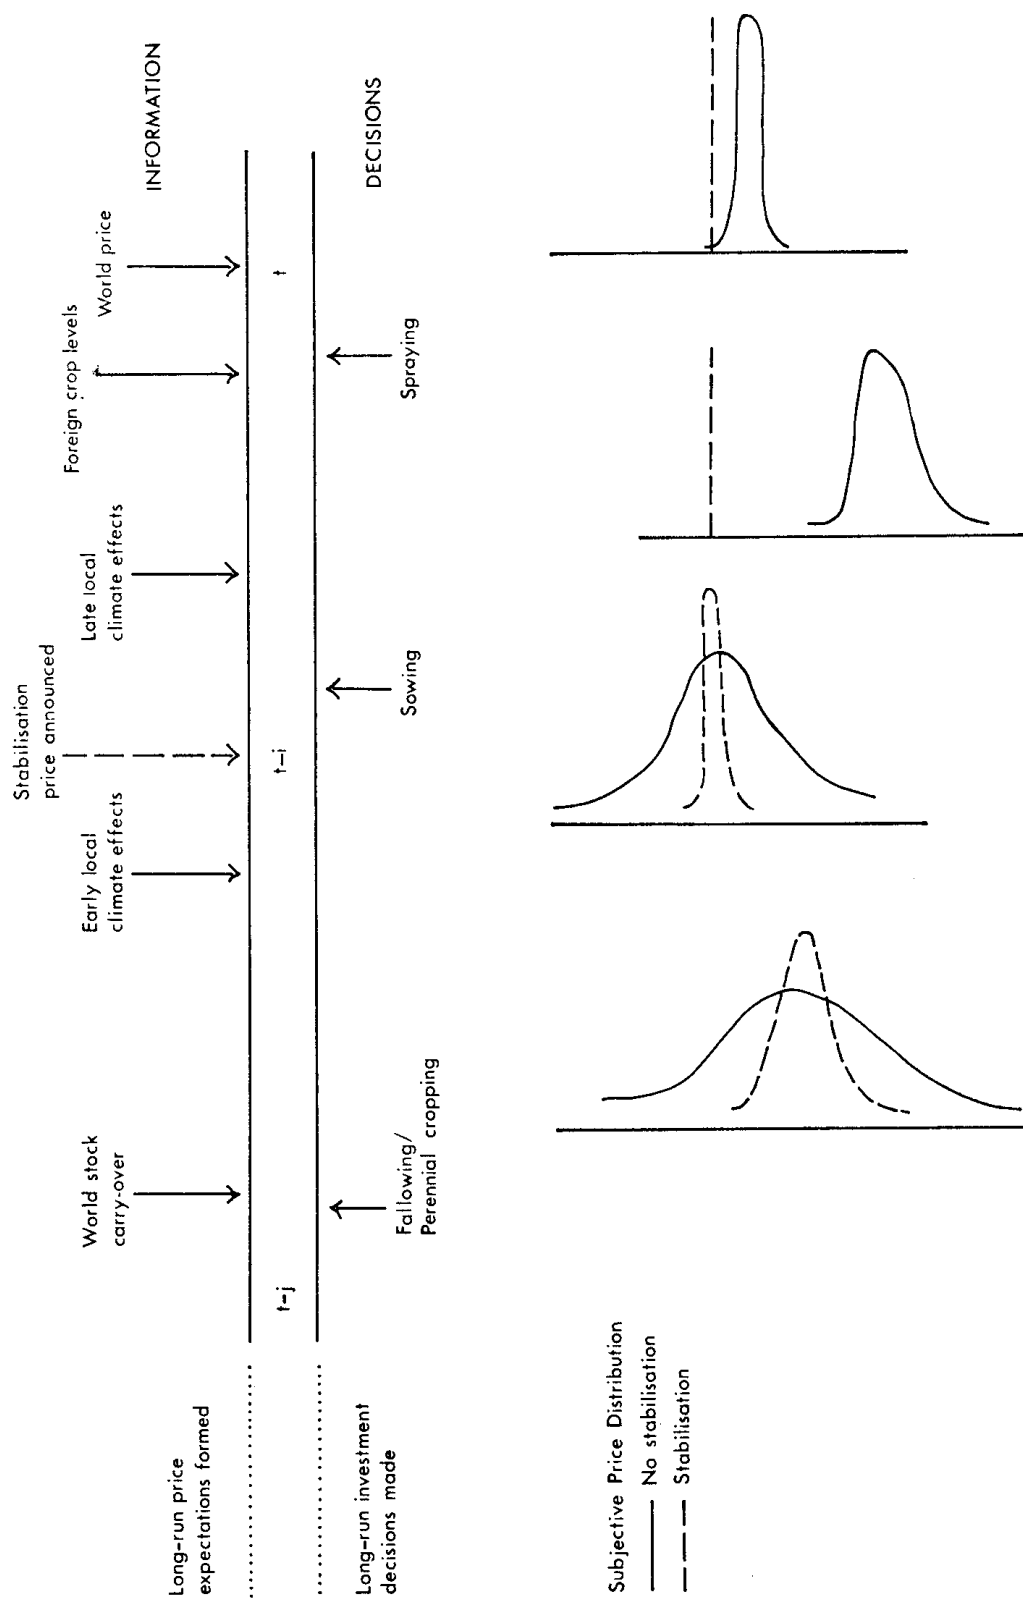 Long-run price
expectations formed
World stock
carry-over
Early local
climate effects
Stabilisation
price announced
Late local
climate effects
Foreign crop levels
World price
INFORMATION
t-j
t-i
t
Long-run investment
decisions made
Fallowing/
Perennial cropping
Sowing
Spraying
DECISIONS
Subjective Price Distribution
No stabilisation
Stabilisation